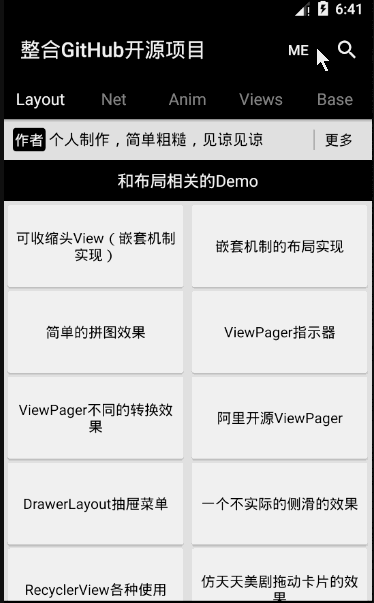 6:41
整合GitHub开源项目 ME
Layout Net Anim Views Base
作者 个人制作，简单粗糙，见谅见谅 更多
和布局相关的Demo
可收缩头View（嵌套机制
实现）
嵌套机制的布局实现
简单的拼图效果
ViewPager指示器
ViewPager不同的转换效
果
阿里开源ViewPager
DrawerLayout抽屉菜单
一个不实际的侧滑的效果
RecyclerView各种使用
仿天天美剧拖动卡片的效
果